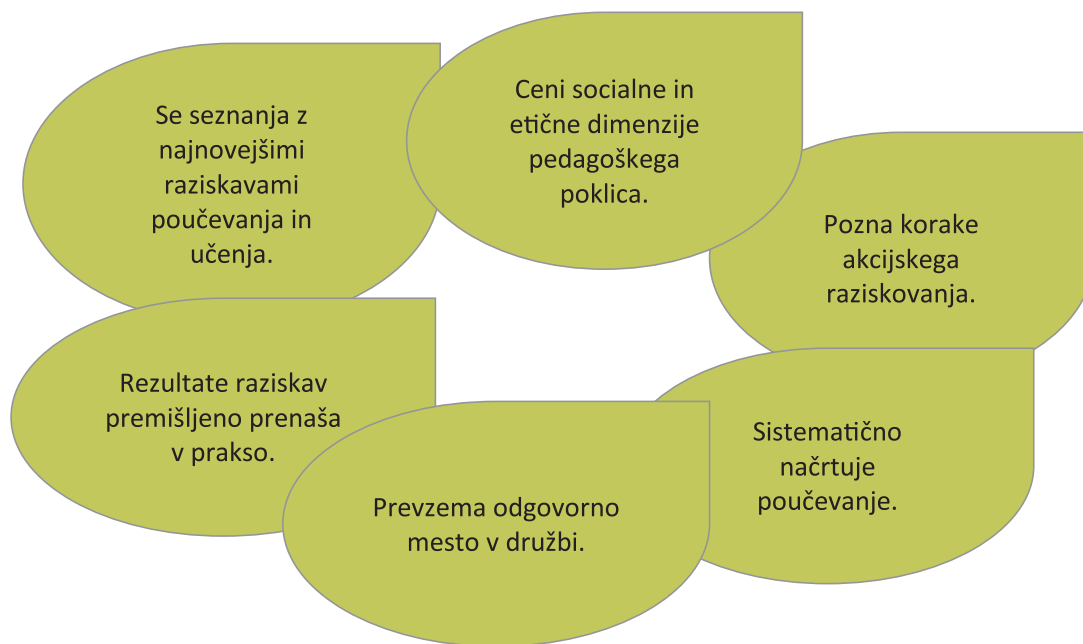 Se seznanja z
najnovejšimi
raziskavami
poučevanja in
učenja.
Ceni socialne in
etične dimenzije
pedagoškega
poklica.
Pozna korake
akcijskega
raziskovanja.
Rezultate raziskav
premišljeno prenaša
v prakso.
Prevzema odgovorno
mesto v družbi.
Sistematično
načrtuje
poučevanje.